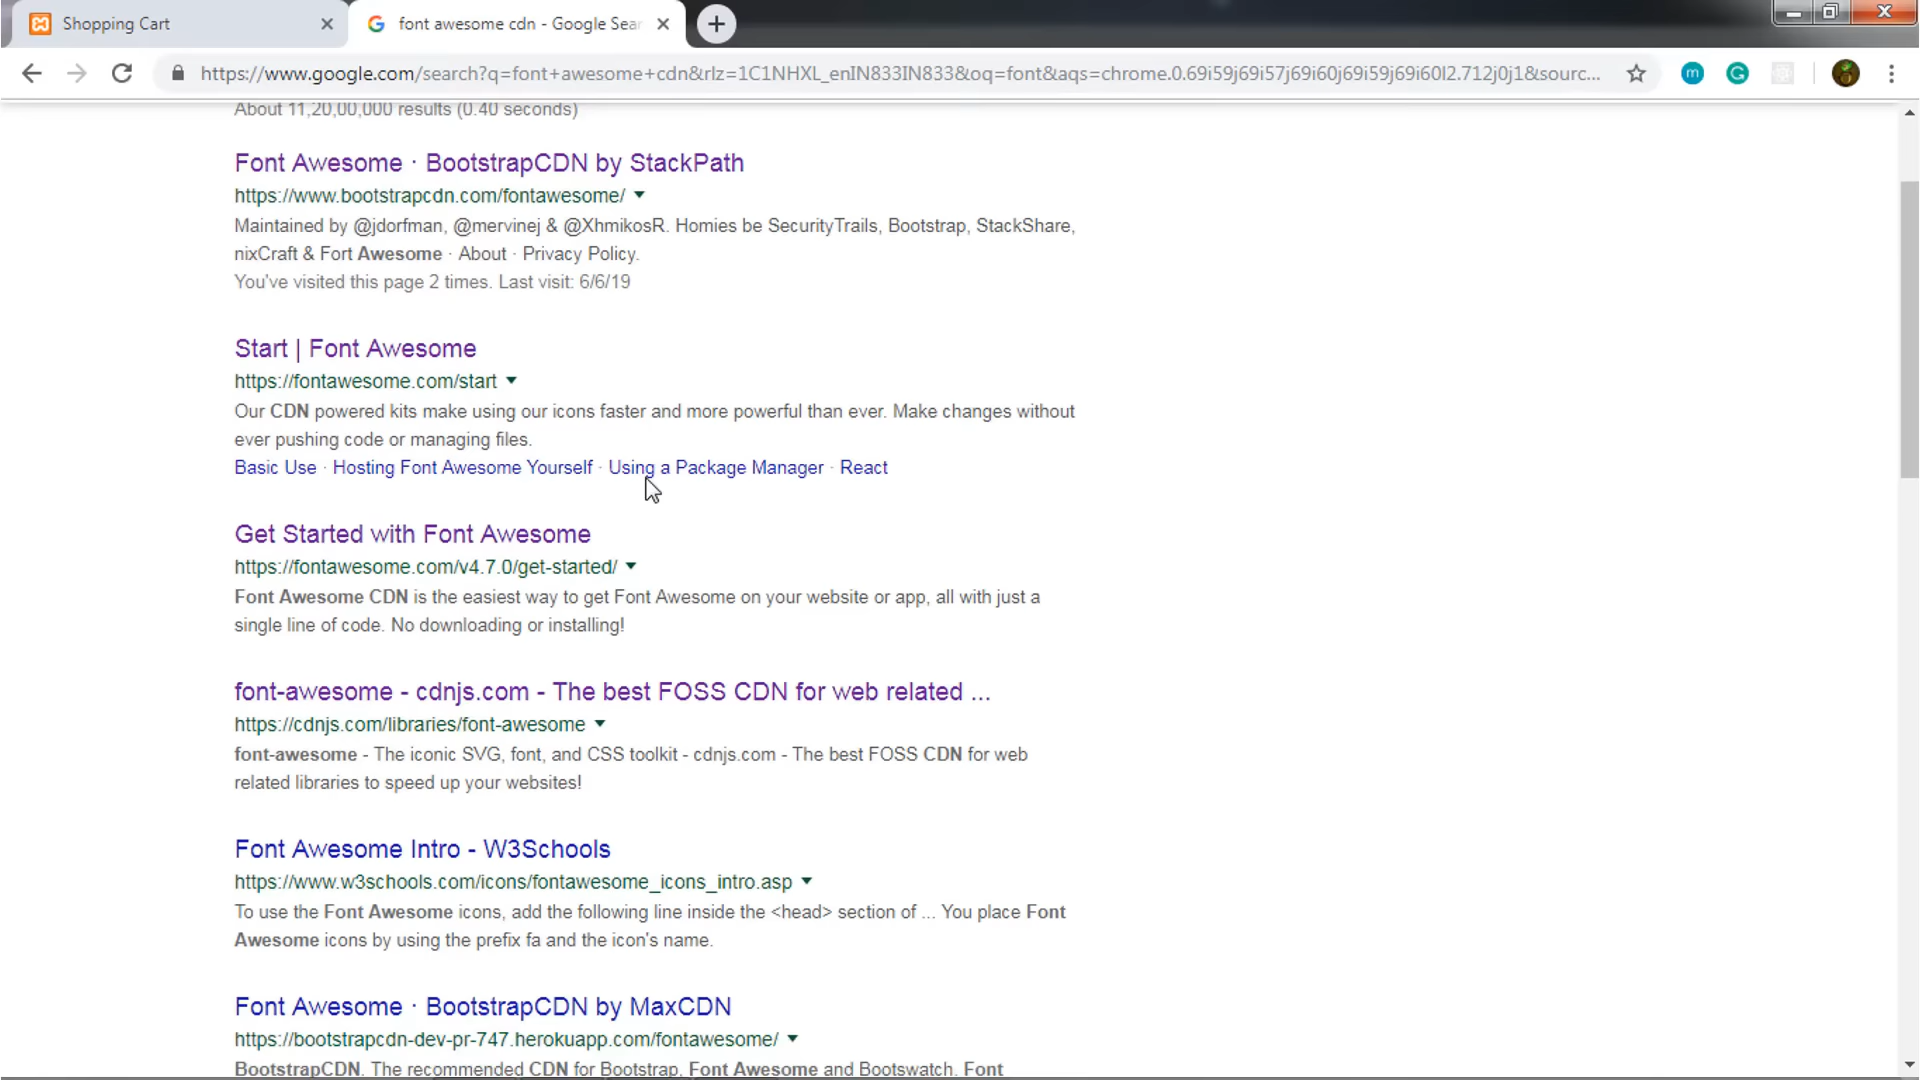 Shopping Cart
font awesome cdn - Google Sear
https://www.google.com/search?q=font+awesome+cdn&rlz=1C1NHXL_enIN833IN833&oq=font&aqs=chrome.0.69i59j69i57j69i60j69i59j69i60l2.712j0j1&sourc...
About 11,20,00,000 results (0.40 seconds)
Font Awesome · BootstrapCDN by StackPath
https://www.bootstrapcdn.com/fontawesome/
Maintained by @jdorfman, @mervinej & @XhmikosR. Homies be SecurityTrails, Bootstrap, StackShare,
nixCraft & Fort Awesome · About · Privacy Policy.
You've visited this page 2 times. Last visit: 6/6/19
Start | Font Awesome
https://fontawesome.com/start
Our CDN powered kits make using our icons faster and more powerful than ever. Make changes without
ever pushing code or managing files.
Basic Use · Hosting Font Awesome Yourself · Using a Package Manager · React
Get Started with Font Awesome
https://fontawesome.com/v4.7.0/get-started/
Font Awesome CDN is the easiest way to get Font Awesome on your website or app, all with just a
single line of code. No downloading or installing!
font-awesome - cdnjs.com - The best FOSS CDN for web related ...
https://cdnjs.com/libraries/font-awesome
font-awesome - The iconic SVG, font, and CSS toolkit - cdnjs.com - The best FOSS CDN for web
related libraries to speed up your websites!
Font Awesome Intro - W3Schools
https://www.w3schools.com/icons/fontawesome_icons_intro.asp
To use the Font Awesome icons, add the following line inside the <head> section of ... You place Font
Awesome icons by using the prefix fa and the icon's name.
Font Awesome · BootstrapCDN by MaxCDN
https://bootstrapcdn-dev-pr-747.herokuapp.com/fontawesome/
BootstrapCDN. The recommended CDN for Bootstrap, Font Awesome and Bootswatch. Font